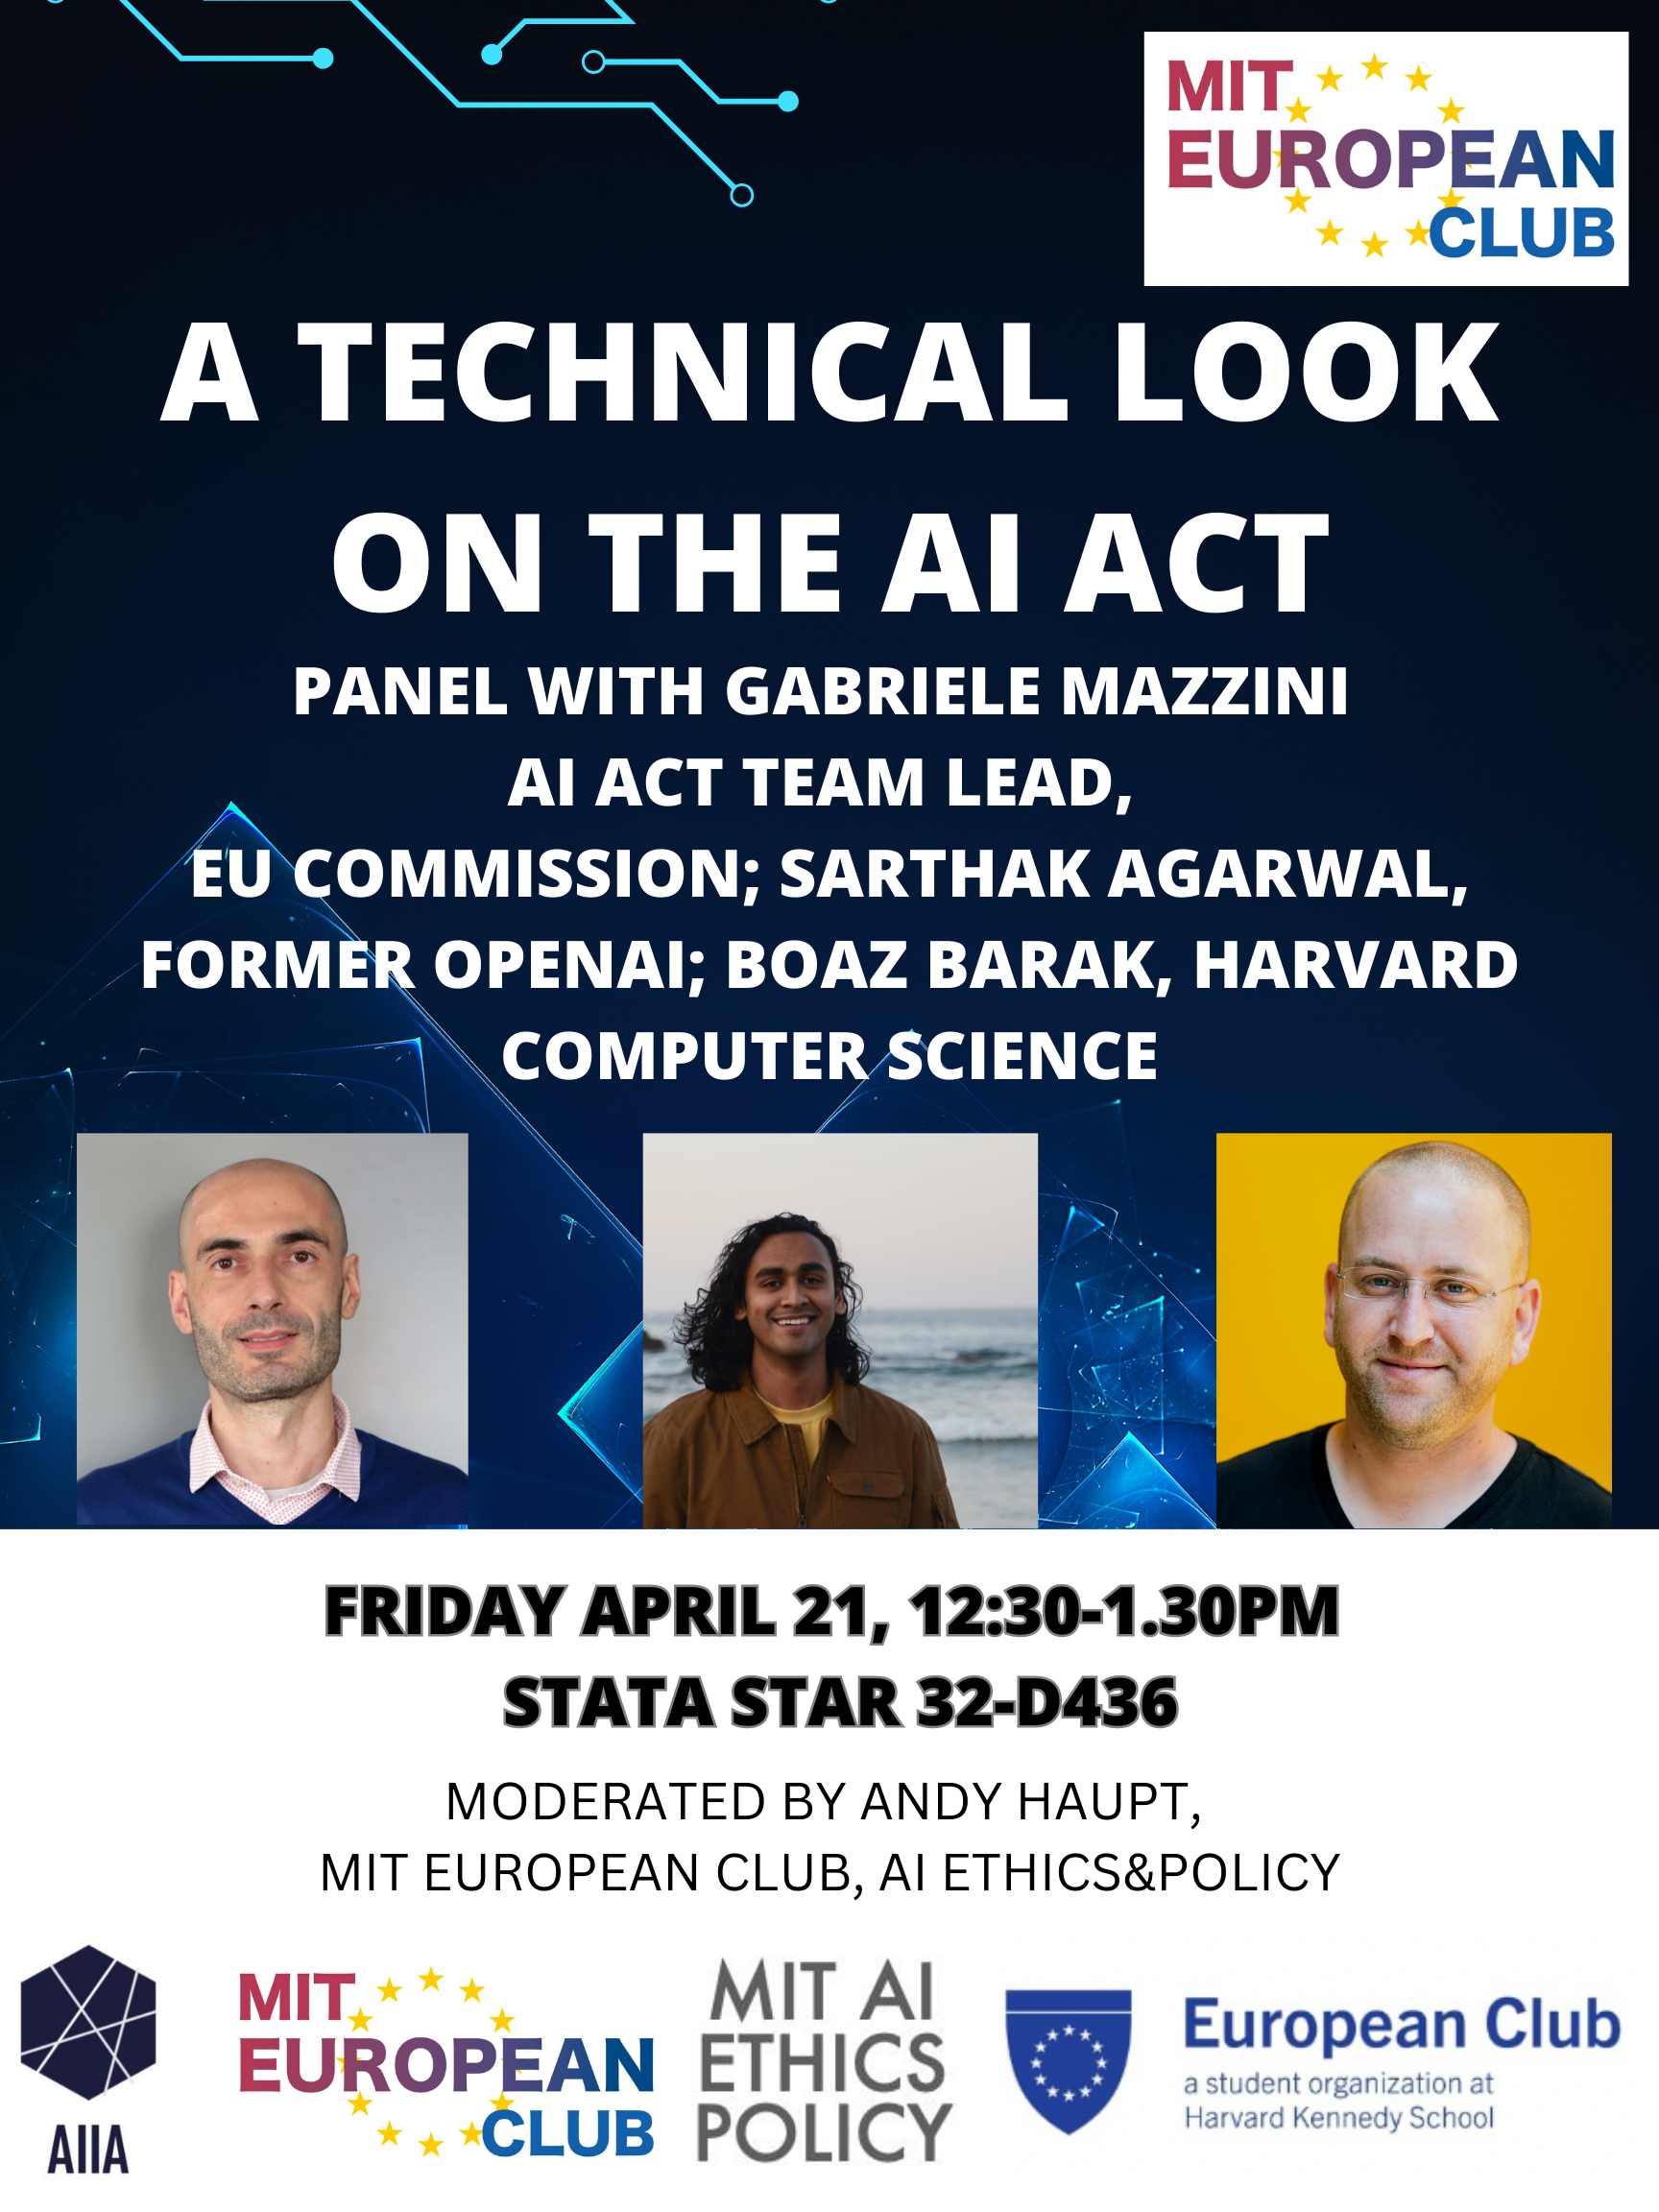 MIT
EUROPEAN
CLUB
A TECHNICAL LOOK
ON THE AI ACT
PANEL WITH GABRIELE MAZZINI
AI ACT TEAM LEAD,
EU COMMISSION; SARTHAK AGARWAL,
FORMER OPENAI; BOAZ BARAK, HARVARD
COMPUTER SCIENCE
FRIDAY APRIL 21, 12:30-1.30PM
STATA STAR 32-D436
MODERATED BY ANDY HAUPT,
MIT EUROPEAN CLUB, AI ETHICS&POLICY
AIIA
MIT
EUROPEAN
CLUB
MIT AI
ETHICS
POLICY
European Club
a student organization at
Harvard Kennedy School